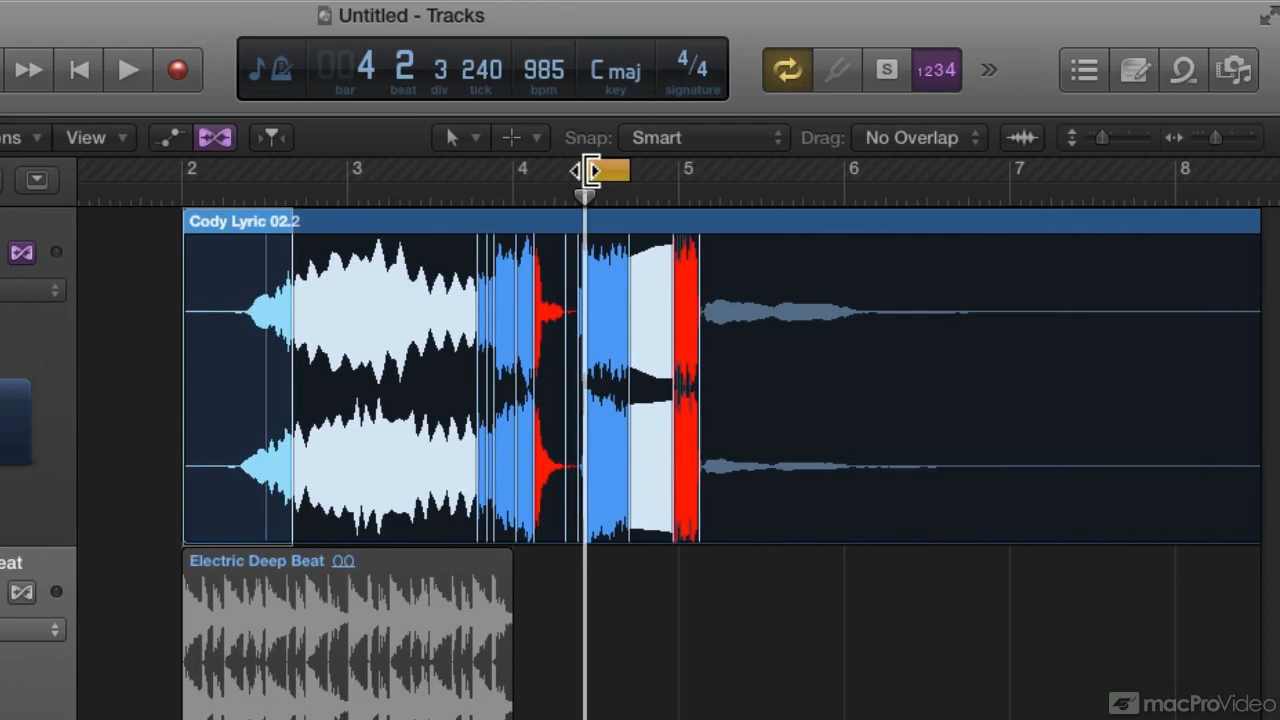 Untitled - Tracks
00 4 2 3 240 985 C maj 4/4
bar beat div tick bpm key signature
S 1234
ns View Snap: Smart Drag: No Overlap
2 3 4 5 6 7 8
Cody Lyric 02.2
eat
Electric Deep Beat
macProVideo